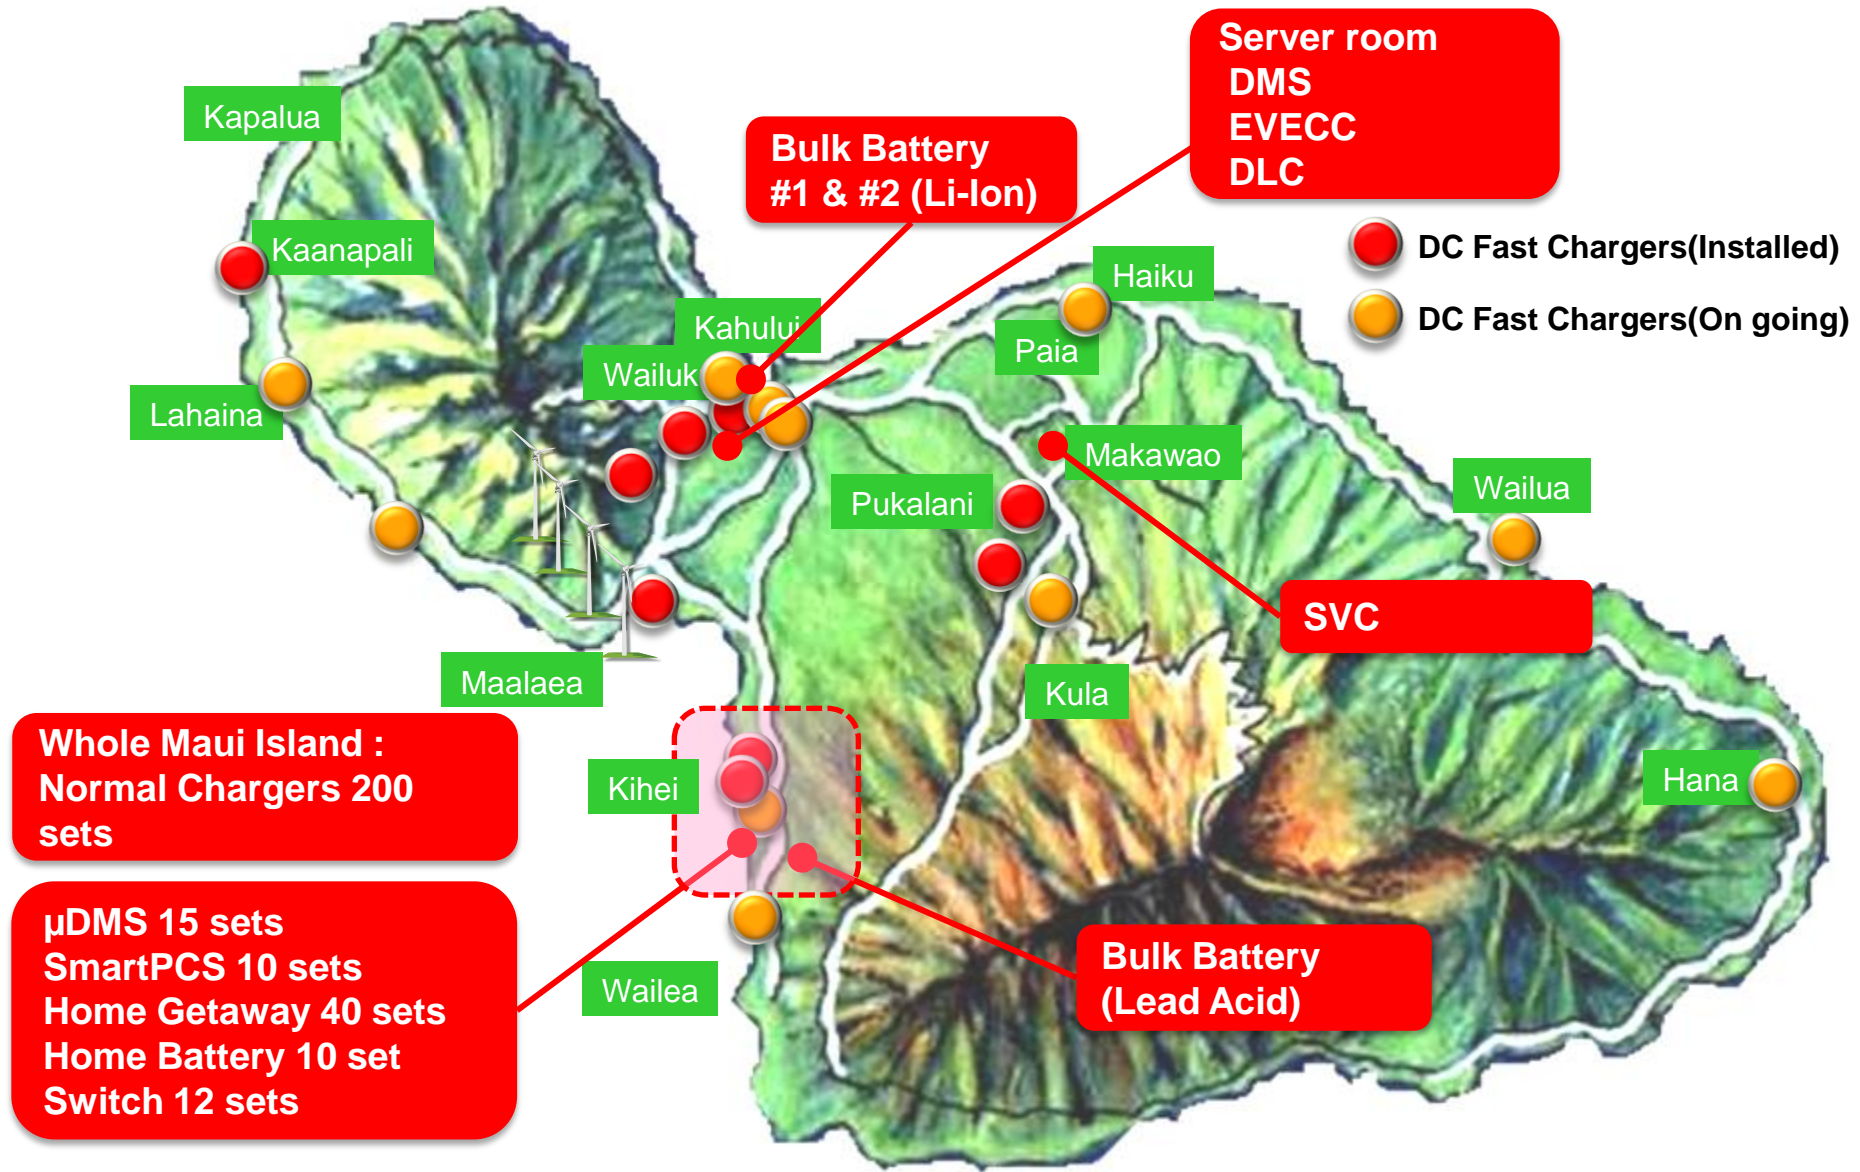 Server room
DMS
EVECC
DLC
Kapalua
Bulk Battery
#1 & #2 (Li-Ion)
DC Fast Chargers(Installed)
Kaanapali
Haiku
DC Fast Chargers(On going)
Kahului
Paia
Wailuk
Lahaina
Makawao
Wailua
Pukalani
SVC
Maalaea
Kula
Whole Maui Island :
Normal Chargers 200
sets
Kihei
Hana
µDMS 15 sets
SmartPCS 10 sets
Home Getaway 40 sets
Home Battery 10 set
Switch 12 sets
Wailea
Bulk Battery
(Lead Acid)